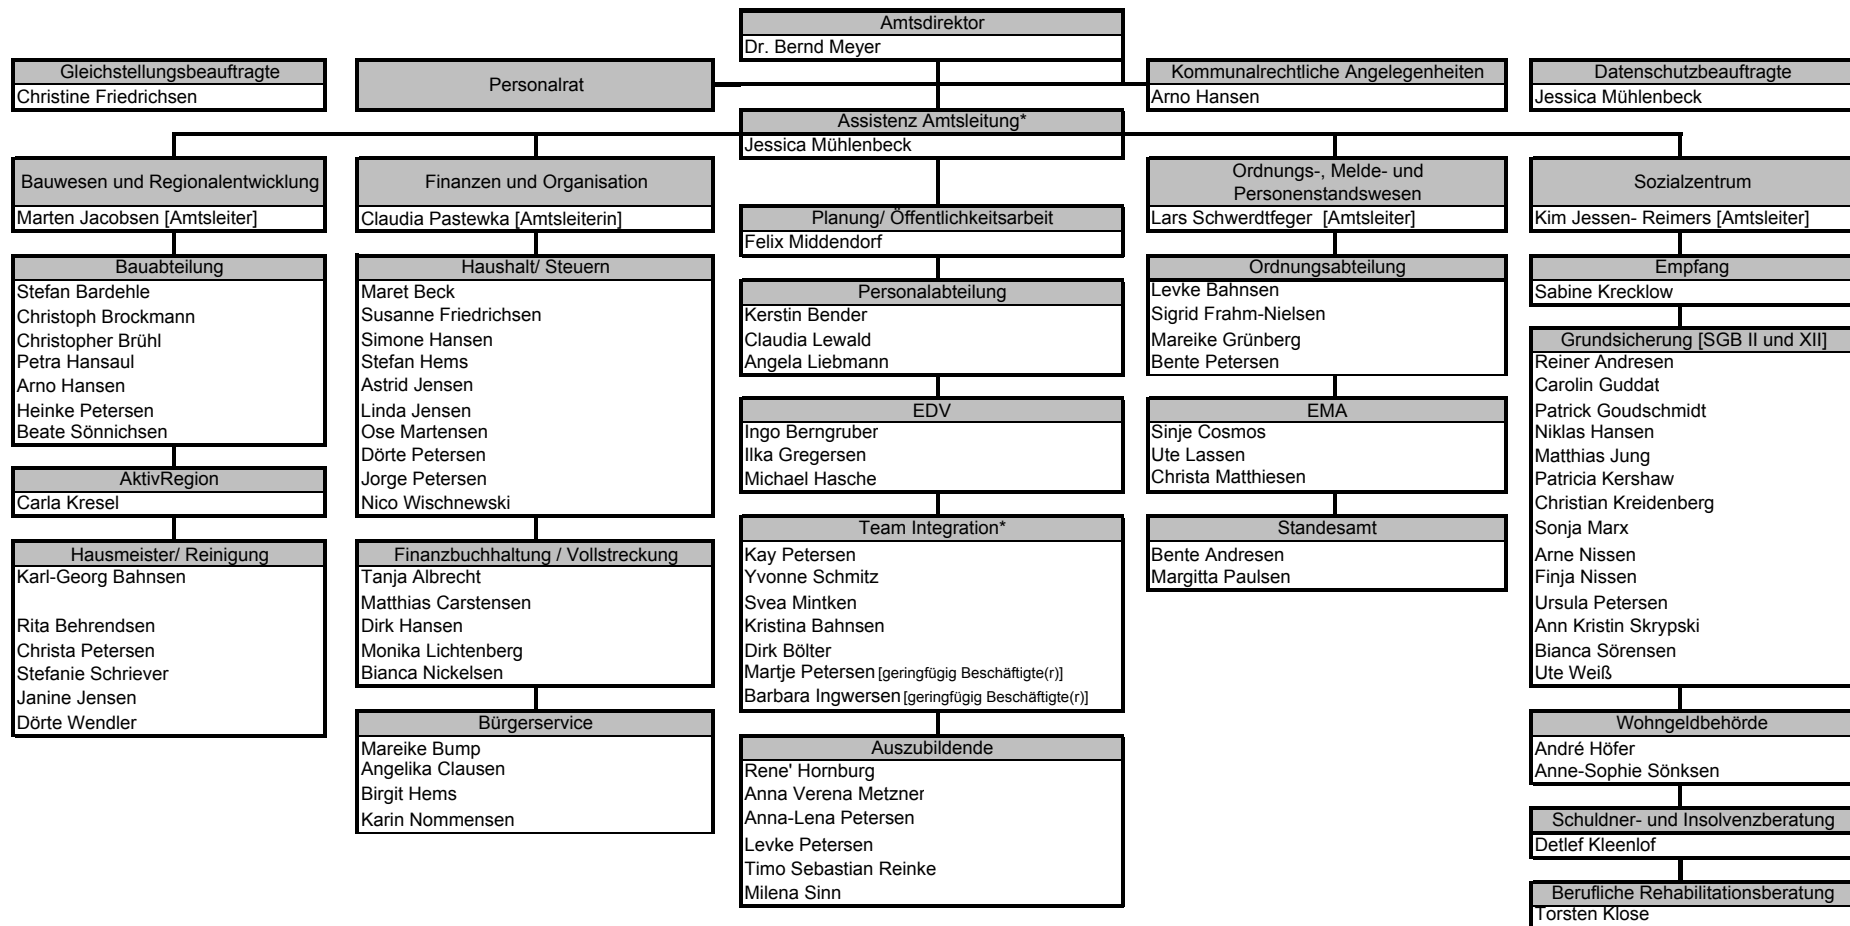 Amtsdirektor
Dr. Bernd Meyer
Gleichstellungsbeauftragte
Christine Friedrichsen
Personalrat
Kommunalrechtliche Angelegenheiten
Arno Hansen
Datenschutzbeauftragte
Jessica Mühlenbeck
Assistenz Amtsleitung*
Jessica Mühlenbeck
Bauwesen und Regionalentwicklung
Marten Jacobsen [Amtsleiter]
Bauabteilung
Stefan Bardehle
Christoph Brockmann
Christopher Brühl
Petra Hansaul
Arno Hansen
Heinke Petersen
Beate Sönnichsen
AktivRegion
Carla Kresel
Hausmeister/ Reinigung
Karl-Georg Bahnsen
Rita Behrendsen
Christa Petersen
Stefanie Schriever
Janine Jensen
Dörte Wendler
Finanzen und Organisation
Claudia Pastewka [Amtsleiterin]
Haushalt/ Steuern
Maret Beck
Susanne Friedrichsen
Simone Hansen
Stefan Hems
Astrid Jensen
Linda Jensen
Ose Martensen
Dörte Petersen
Jorge Petersen
Nico Wischnewski
Finanzbuchhaltung / Vollstreckung
Tanja Albrecht
Matthias Carstensen
Dirk Hansen
Monika Lichtenberg
Bianca Nickelsen
Bürgerservice
Mareike Bump
Angelika Clausen
Birgit Hems
Karin Nommensen
Planung/ Öffentlichkeitsarbeit
Felix Middendorf
Personalabteilung
Kerstin Bender
Claudia Lewald
Angela Liebmann
EDV
Ingo Berngruber
Ilka Gregersen
Michael Hasche
Team Integration*
Kay Petersen
Yvonne Schmitz
Svea Mintken
Kristina Bahnsen
Dirk Bölter
Martje Petersen [geringfügig Beschäftigte(r)]
Barbara Ingwersen [geringfügig Beschäftigte(r)]
Auszubildende
Rene' Hornburg
Anna Verena Metzner
Anna-Lena Petersen
Levke Petersen
Timo Sebastian Reinke
Milena Sinn
Ordnungs-, Melde- und
Personenstandswesen
Lars Schwerdtfeger [Amtsleiter]
Ordnungsabteilung
Levke Bahnsen
Sigrid Frahm-Nielsen
Mareike Grünberg
Bente Petersen
EMA
Sinje Cosmos
Ute Lassen
Christa Matthiesen
Standesamt
Bente Andresen
Margitta Paulsen
Sozialzentrum
Kim Jessen- Reimers [Amtsleiter]
Empfang
Sabine Krecklow
Grundsicherung [SGB II und XII]
Reiner Andresen
Carolin Guddat
Patrick Goudschmidt
Niklas Hansen
Matthias Jung
Patricia Kershaw
Christian Kreidenberg
Sonja Marx
Arne Nissen
Finja Nissen
Ursula Petersen
Ann Kristin Skrypski
Bianca Sörensen
Ute Weiß
Wohngeldbehörde
André Höfer
Anne-Sophie Sönksen
Schuldner- und Insolvenzberatung
Detlef Kleenlof
Berufliche Rehabilitationsberatung
Torsten Klose